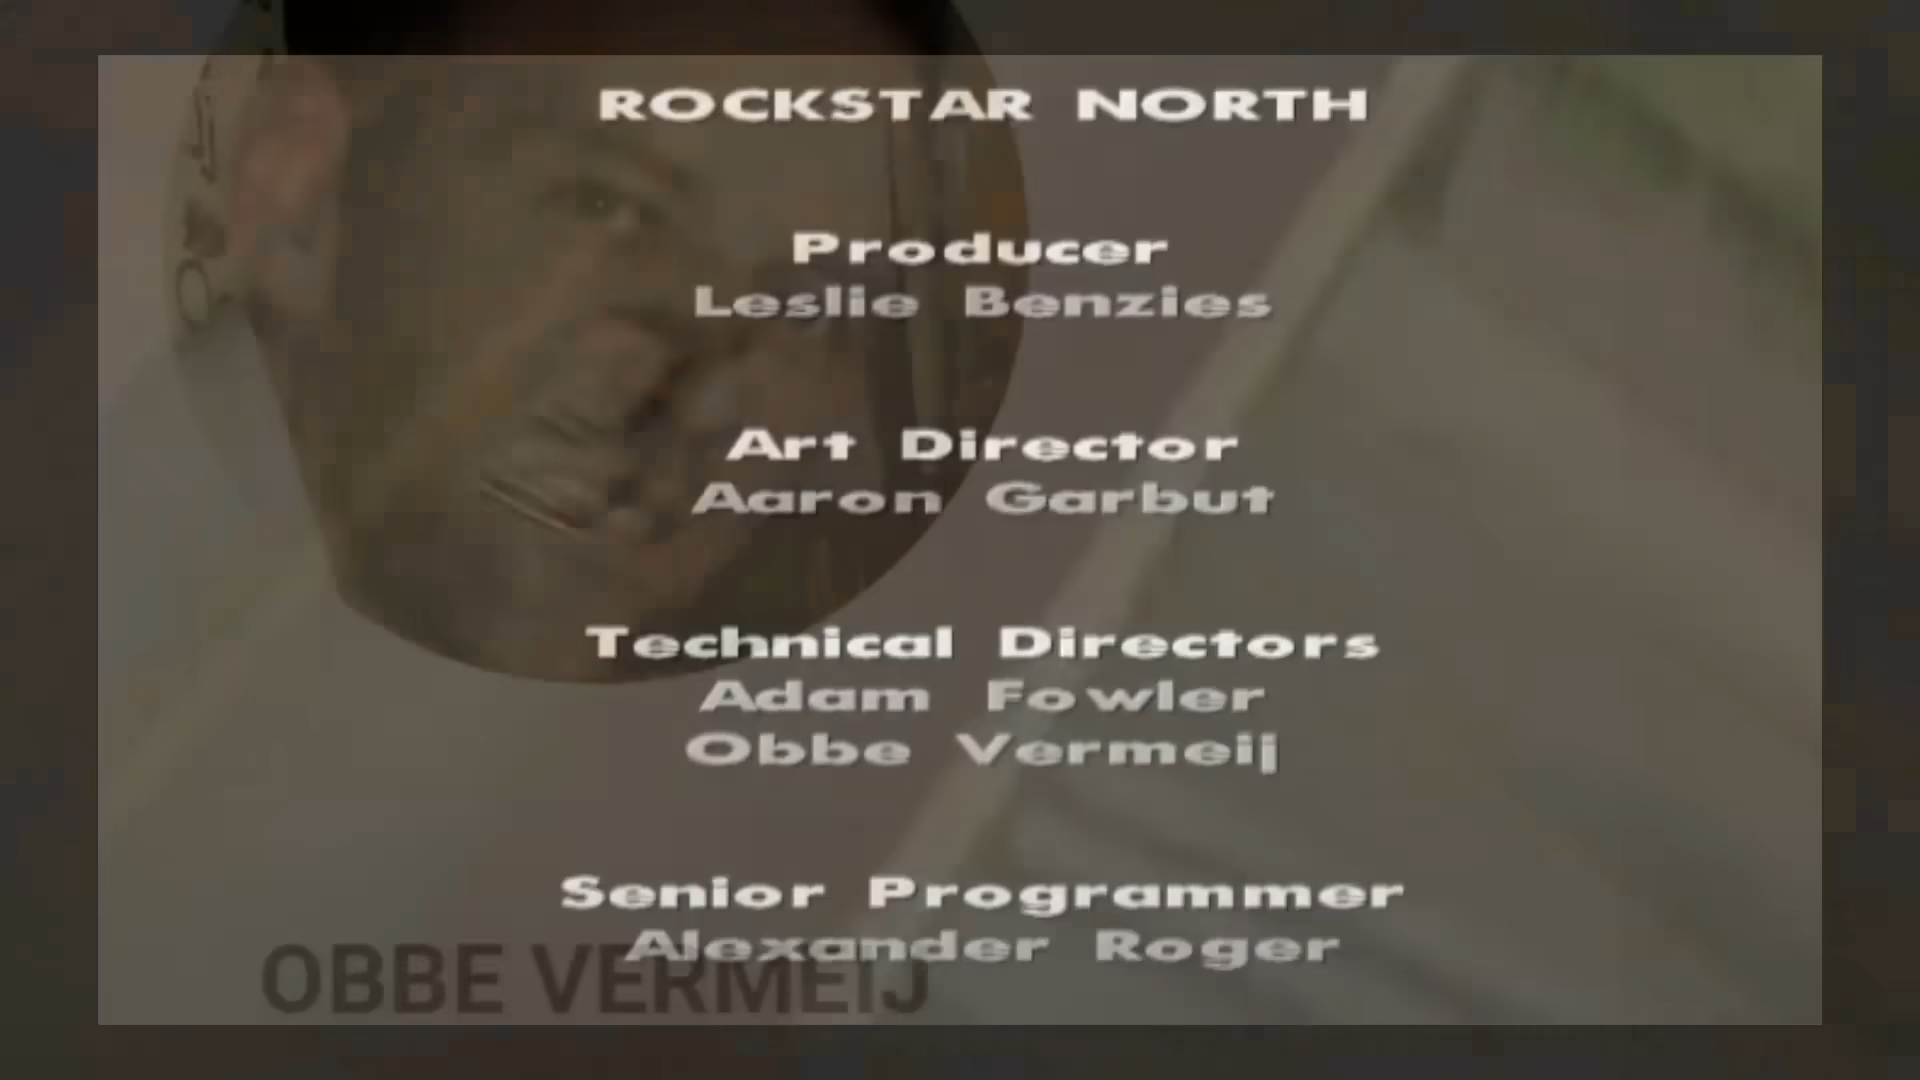 ROCKSTAR NORTH
Producer
Leslie Benzies
Art Director
Aaron Garbut
Technical Directors
Adam Fowler
Obbe Vermeij
Senior Programmer
Alexander Roger
OBBE VERMEIJ